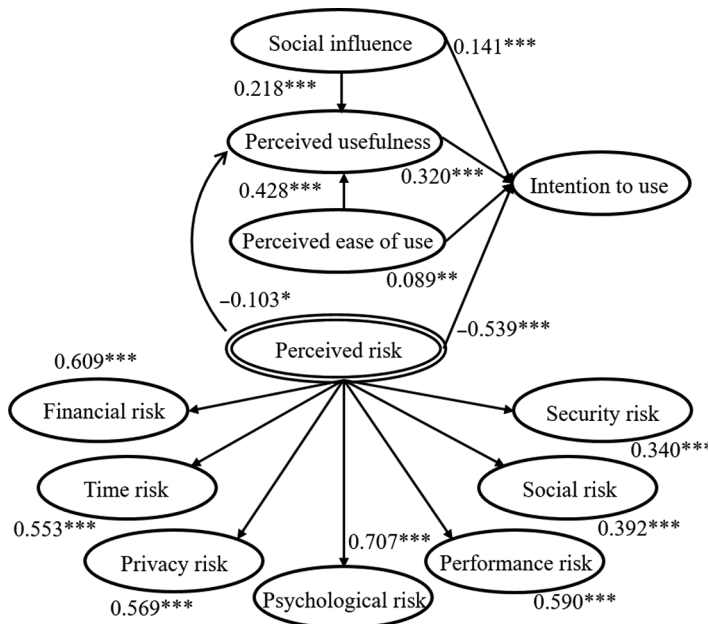 Social influence
0.141***
0.218***
Perceived usefulness
0.320***
Intention to use
0.428***
Perceived ease of use
0.089**
−0.103*
−0.539***
Perceived risk
0.609***
Financial risk
Security risk
0.340***
Time risk
Social risk
0.553***
0.392***
0.707***
Privacy risk
Performance risk
0.569***
Psychological risk
0.590***